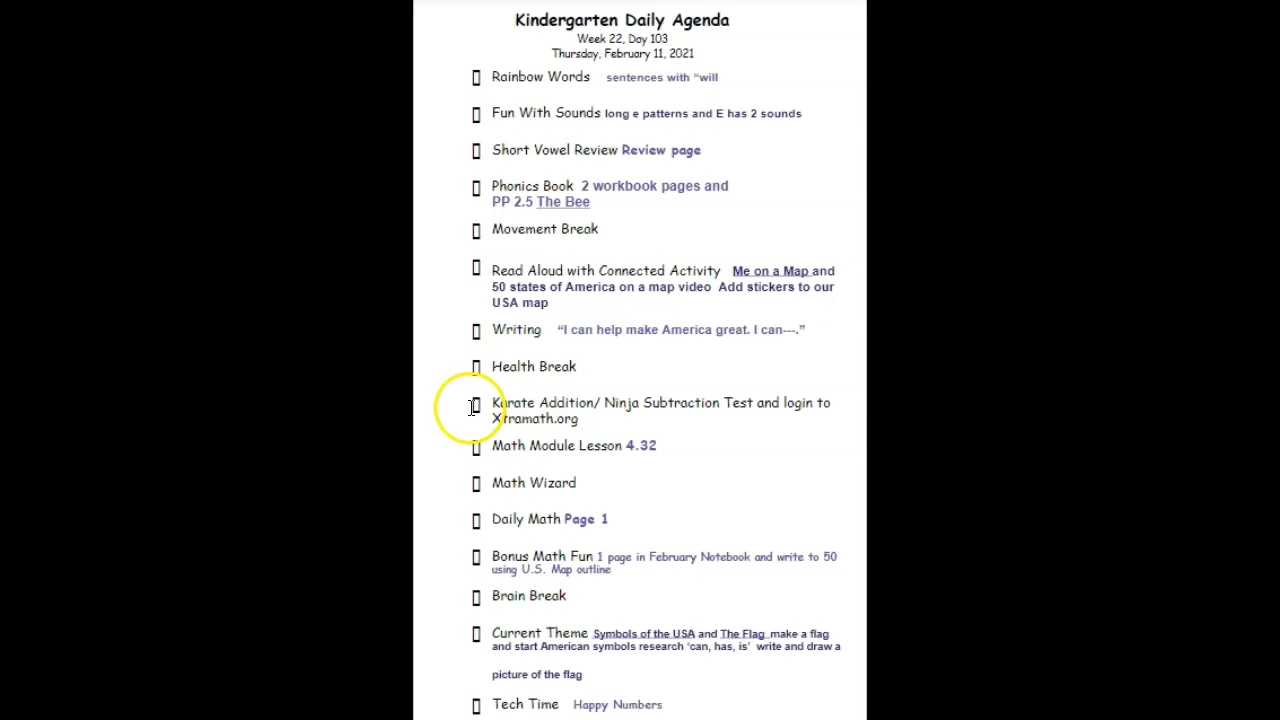 Kindergarten Daily Agenda
Week 22, Day 103
Thursday, February 11, 2021
Rainbow Words sentences with “will
Fun With Sounds long e patterns and E has 2 sounds
Short Vowel Review Review page
Phonics Book 2 workbook pages and
PP 2.5 The Bee
Movement Break
Read Aloud with Connected Activity Me on a Map and
50 states of America on a map video Add stickers to our
USA map
Writing “I can help make America great. I can---.”
Health Break
Karate Addition/ Ninja Subtraction Test and login to
Xtramath.org
Math Module Lesson 4.32
Math Wizard
Daily Math Page 1
Bonus Math Fun 1 page in February Notebook and write to 50
using U.S. Map outline
Brain Break
Current Theme Symbols of the USA and The Flag make a flag
and start American symbols research ‘can, has, is’ write and draw a
picture of the flag
Tech Time Happy Numbers